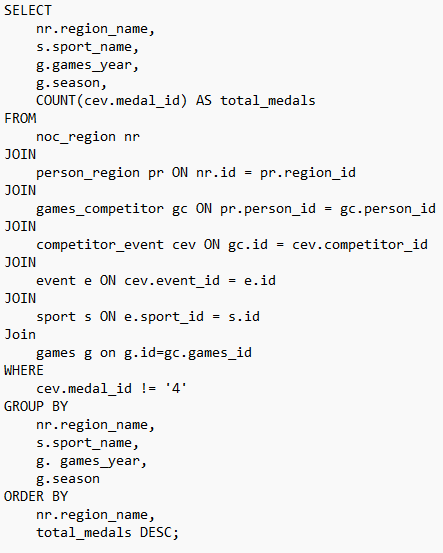 SELECT
    nr.region_name,
    s.sport_name,
    g.games_year,
    g.season,
    COUNT(cev.medal_id) AS total_medals
FROM
    noc_region nr
JOIN
    person_region pr ON nr.id = pr.region_id
JOIN
    games_competitor gc ON pr.person_id = gc.person_id
JOIN
    competitor_event cev ON gc.id = cev.competitor_id
JOIN
    event e ON cev.event_id = e.id
JOIN
    sport s ON e.sport_id = s.id
Join
    games g on g.id=gc.games_id
WHERE
    cev.medal_id != '4'
GROUP BY
    nr.region_name,
    s.sport_name,
    g. games_year,
    g.season
ORDER BY
    nr.region_name,
    total_medals DESC;